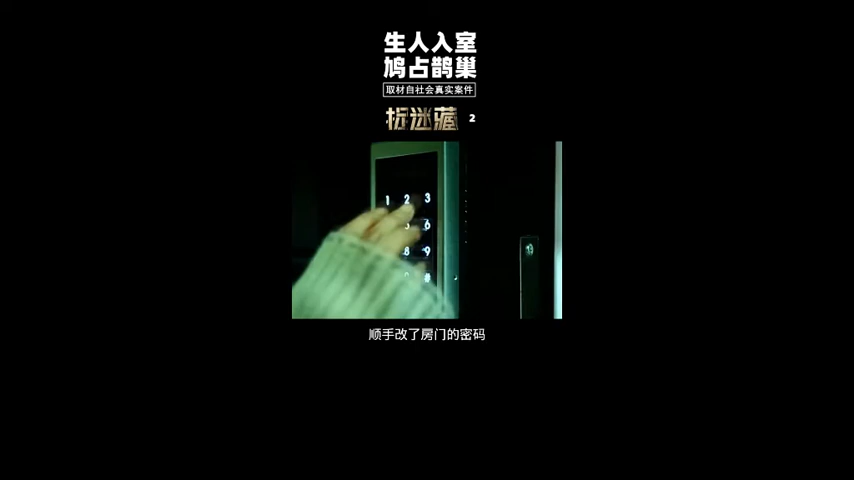 生人入室
鸠占鹊巢
取材自社会真实案件
捉迷藏 2
1 2 3
6
8 9
#
顺手改了房门的密码